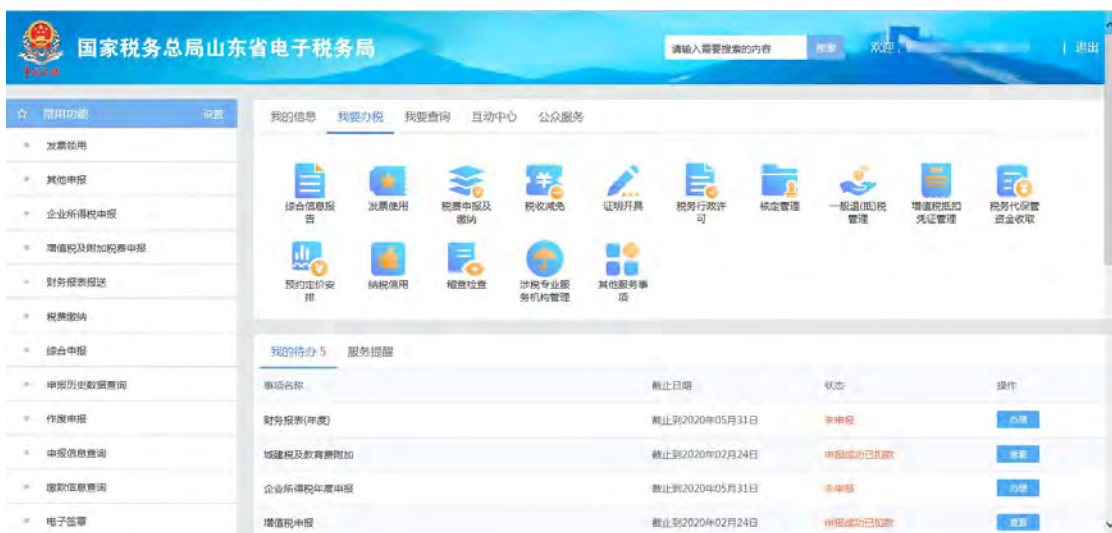 国家税务总局山东省电子税务局
请输入需要搜索的内容
搜索
欢迎，
| 退出
常用功能 设置
发票领用
其他申报
企业所得税申报
增值税及附加税费申报
财务报表报送
税费缴纳
综合申报
申报历史数据查询
作废申报
申报信息查询
缴款信息查询
电子签章
我的信息 我要办税 我要查询 互动中心 公众服务
综合信息报
告
发票使用
税费申报及
缴纳
税收减免
证明开具
税务行政许
可
核定管理
一般退(抵)税
管理
增值税抵扣
凭证管理
税务代保管
资金收取
预约定价安
排
纳税信用
稽查检查
涉税专业服
务机构管理
其他服务事
项
我的待办 5 服务提醒
事项名称 截止日期 状态 操作
财务报表(年度) 截止到2020年05月31日 未申报 办理
城建税及教育费附加 截止到2020年02月24日 申报成功已扣款 查看
企业所得税年度申报 截止到2020年05月31日 未申报 办理
增值税申报 截止到2020年02月24日 申报成功已扣款 查看